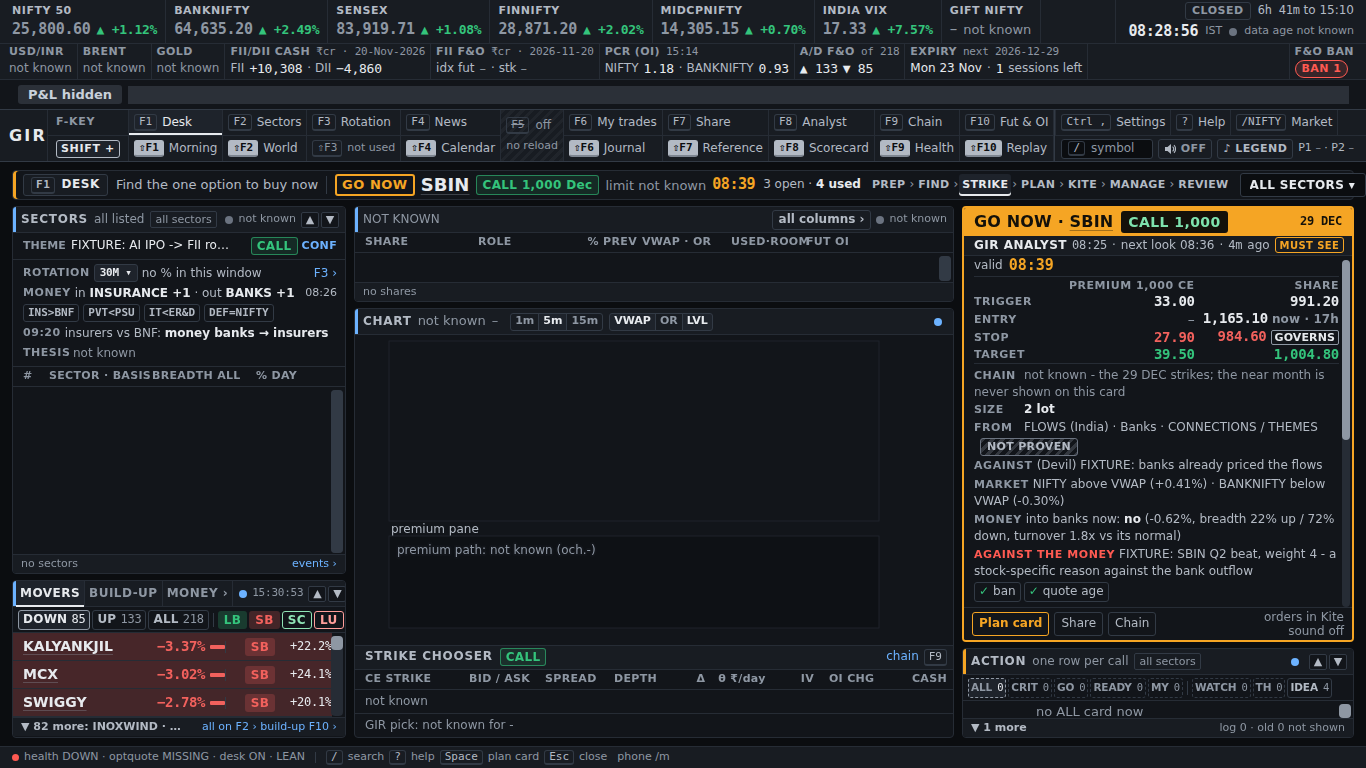 NIFTY 50 BANKNIFTY SENSEX FINNIFTY MIDCPNIFTY INDIA VIX GIFT NIFTY CLOSED 6h 41m to 15:10
25,800.60 ▲ +1.12% 64,635.20 ▲ +2.49% 83,919.71 ▲ +1.08% 28,871.20 ▲ +2.02% 14,305.15 ▲ +0.70% 17.33 ▲ +7.57% – not known 08:28:56 IST data age not known
USD/INR BRENT GOLD FII/DII CASH ₹cr · 20-Nov-2026 FII F&O ₹cr · 2026-11-20 PCR (OI) 15:14 A/D F&O of 218 EXPIRY next 2026-12-29 F&O BAN
not known not known not known FII +10,308 · DII −4,860 idx fut – · stk – NIFTY 1.18 · BANKNIFTY 0.93 ▲ 133 ▼ 85 Mon 23 Nov · 1 sessions left BAN 1
P&L hidden
GIR F-KEY F1 Desk F2 Sectors F3 Rotation F4 News F5 off F6 My trades F7 Share F8 Analyst F9 Chain F10 Fut & OI Ctrl , Settings ? Help /NIFTY Market
SHIFT + ⇧F1 Morning ⇧F2 World ⇧F3 not used ⇧F4 Calendar no reload ⇧F6 Journal ⇧F7 Reference ⇧F8 Scorecard ⇧F9 Health ⇧F10 Replay / symbol OFF ♪ LEGEND P1 – · P2 –
F1 DESK Find the one option to buy now GO NOW SBIN CALL 1,000 Dec limit not known 08:39 3 open · 4 used PREP › FIND › STRIKE › PLAN › KITE › MANAGE › REVIEW ALL SECTORS ▾
SECTORS all listed all sectors not known ▲ ▼
THEME FIXTURE: AI IPO -> FII ro… CALL CONF
ROTATION 30M ▾ no % in this window F3 ›
MONEY in INSURANCE +1 · out BANKS +1 08:26
INS>BNF PVT<PSU IT<ER&D DEF=NIFTY
09:20 insurers vs BNF: money banks → insurers
THESIS not known
# SECTOR · BASIS BREADTH ALL % DAY
no sectors events ›
MOVERS BUILD-UP MONEY › 15:30:53 ▲ ▼
DOWN 85 UP 133 ALL 218 LB SB SC LU
KALYANKJIL −3.37% SB +22.2%
MCX −3.02% SB +24.1%
SWIGGY −2.78% SB +20.1%
▼ 82 more: INOXWIND · … all on F2 › build-up F10 ›
NOT KNOWN all columns › not known
SHARE ROLE % PREV VWAP · OR USED·ROOM FUT OI
no shares
CHART not known – 1m 5m 15m VWAP OR LVL
premium pane
premium path: not known (och.-)
STRIKE CHOOSER CALL chain F9
CE STRIKE BID / ASK SPREAD DEPTH Δ θ ₹/day IV OI CHG CASH
not known
GIR pick: not known for -
GO NOW · SBIN CALL 1,000 29 DEC
GIR ANALYST 08:25 · next look 08:36 · 4m ago MUST SEE
valid 08:39
PREMIUM 1,000 CE SHARE
TRIGGER 33.00 991.20
ENTRY – 1,165.10 now · 17h
STOP 27.90 984.60 GOVERNS
TARGET 39.50 1,004.80
CHAIN not known - the 29 DEC strikes; the near month is
never shown on this card
SIZE 2 lot
FROM FLOWS (India) · Banks · CONNECTIONS / THEMES
NOT PROVEN
AGAINST (Devil) FIXTURE: banks already priced the flows
MARKET NIFTY above VWAP (+0.41%) · BANKNIFTY below
VWAP (-0.30%)
MONEY into banks now: no (-0.62%, breadth 22% up / 72%
down, turnover 1.8x vs its normal)
AGAINST THE MONEY FIXTURE: SBIN Q2 beat, weight 4 - a
stock-specific reason against the bank outflow
✓ ban ✓ quote age
Plan card Share Chain orders in Kite
sound off
ACTION one row per call all sectors ▲ ▼
ALL 0 CRIT 0 GO 0 READY 0 MY 0 WATCH 0 TH 0 IDEA 4
no ALL card now
▼ 1 more log 0 · old 0 not shown
health DOWN · optquote MISSING · desk ON · LEAN / search ? help Space plan card Esc close phone /m